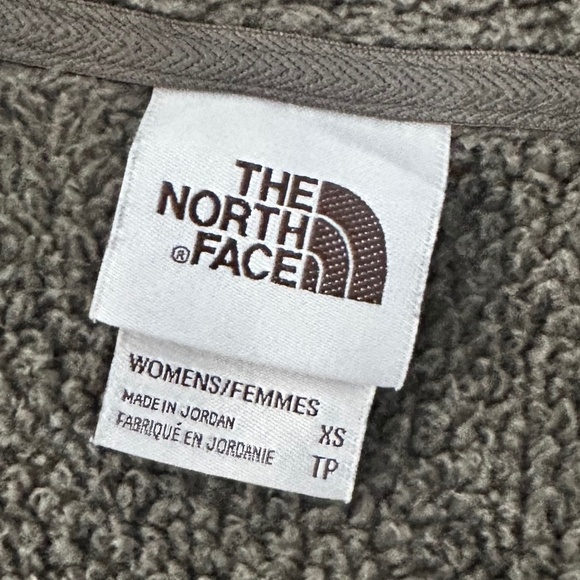 THE
NORTH
®FACE
WOMENS/FEMMES
MADE IN JORDAN XS
FABRIQUÉ EN JORDANIE TP